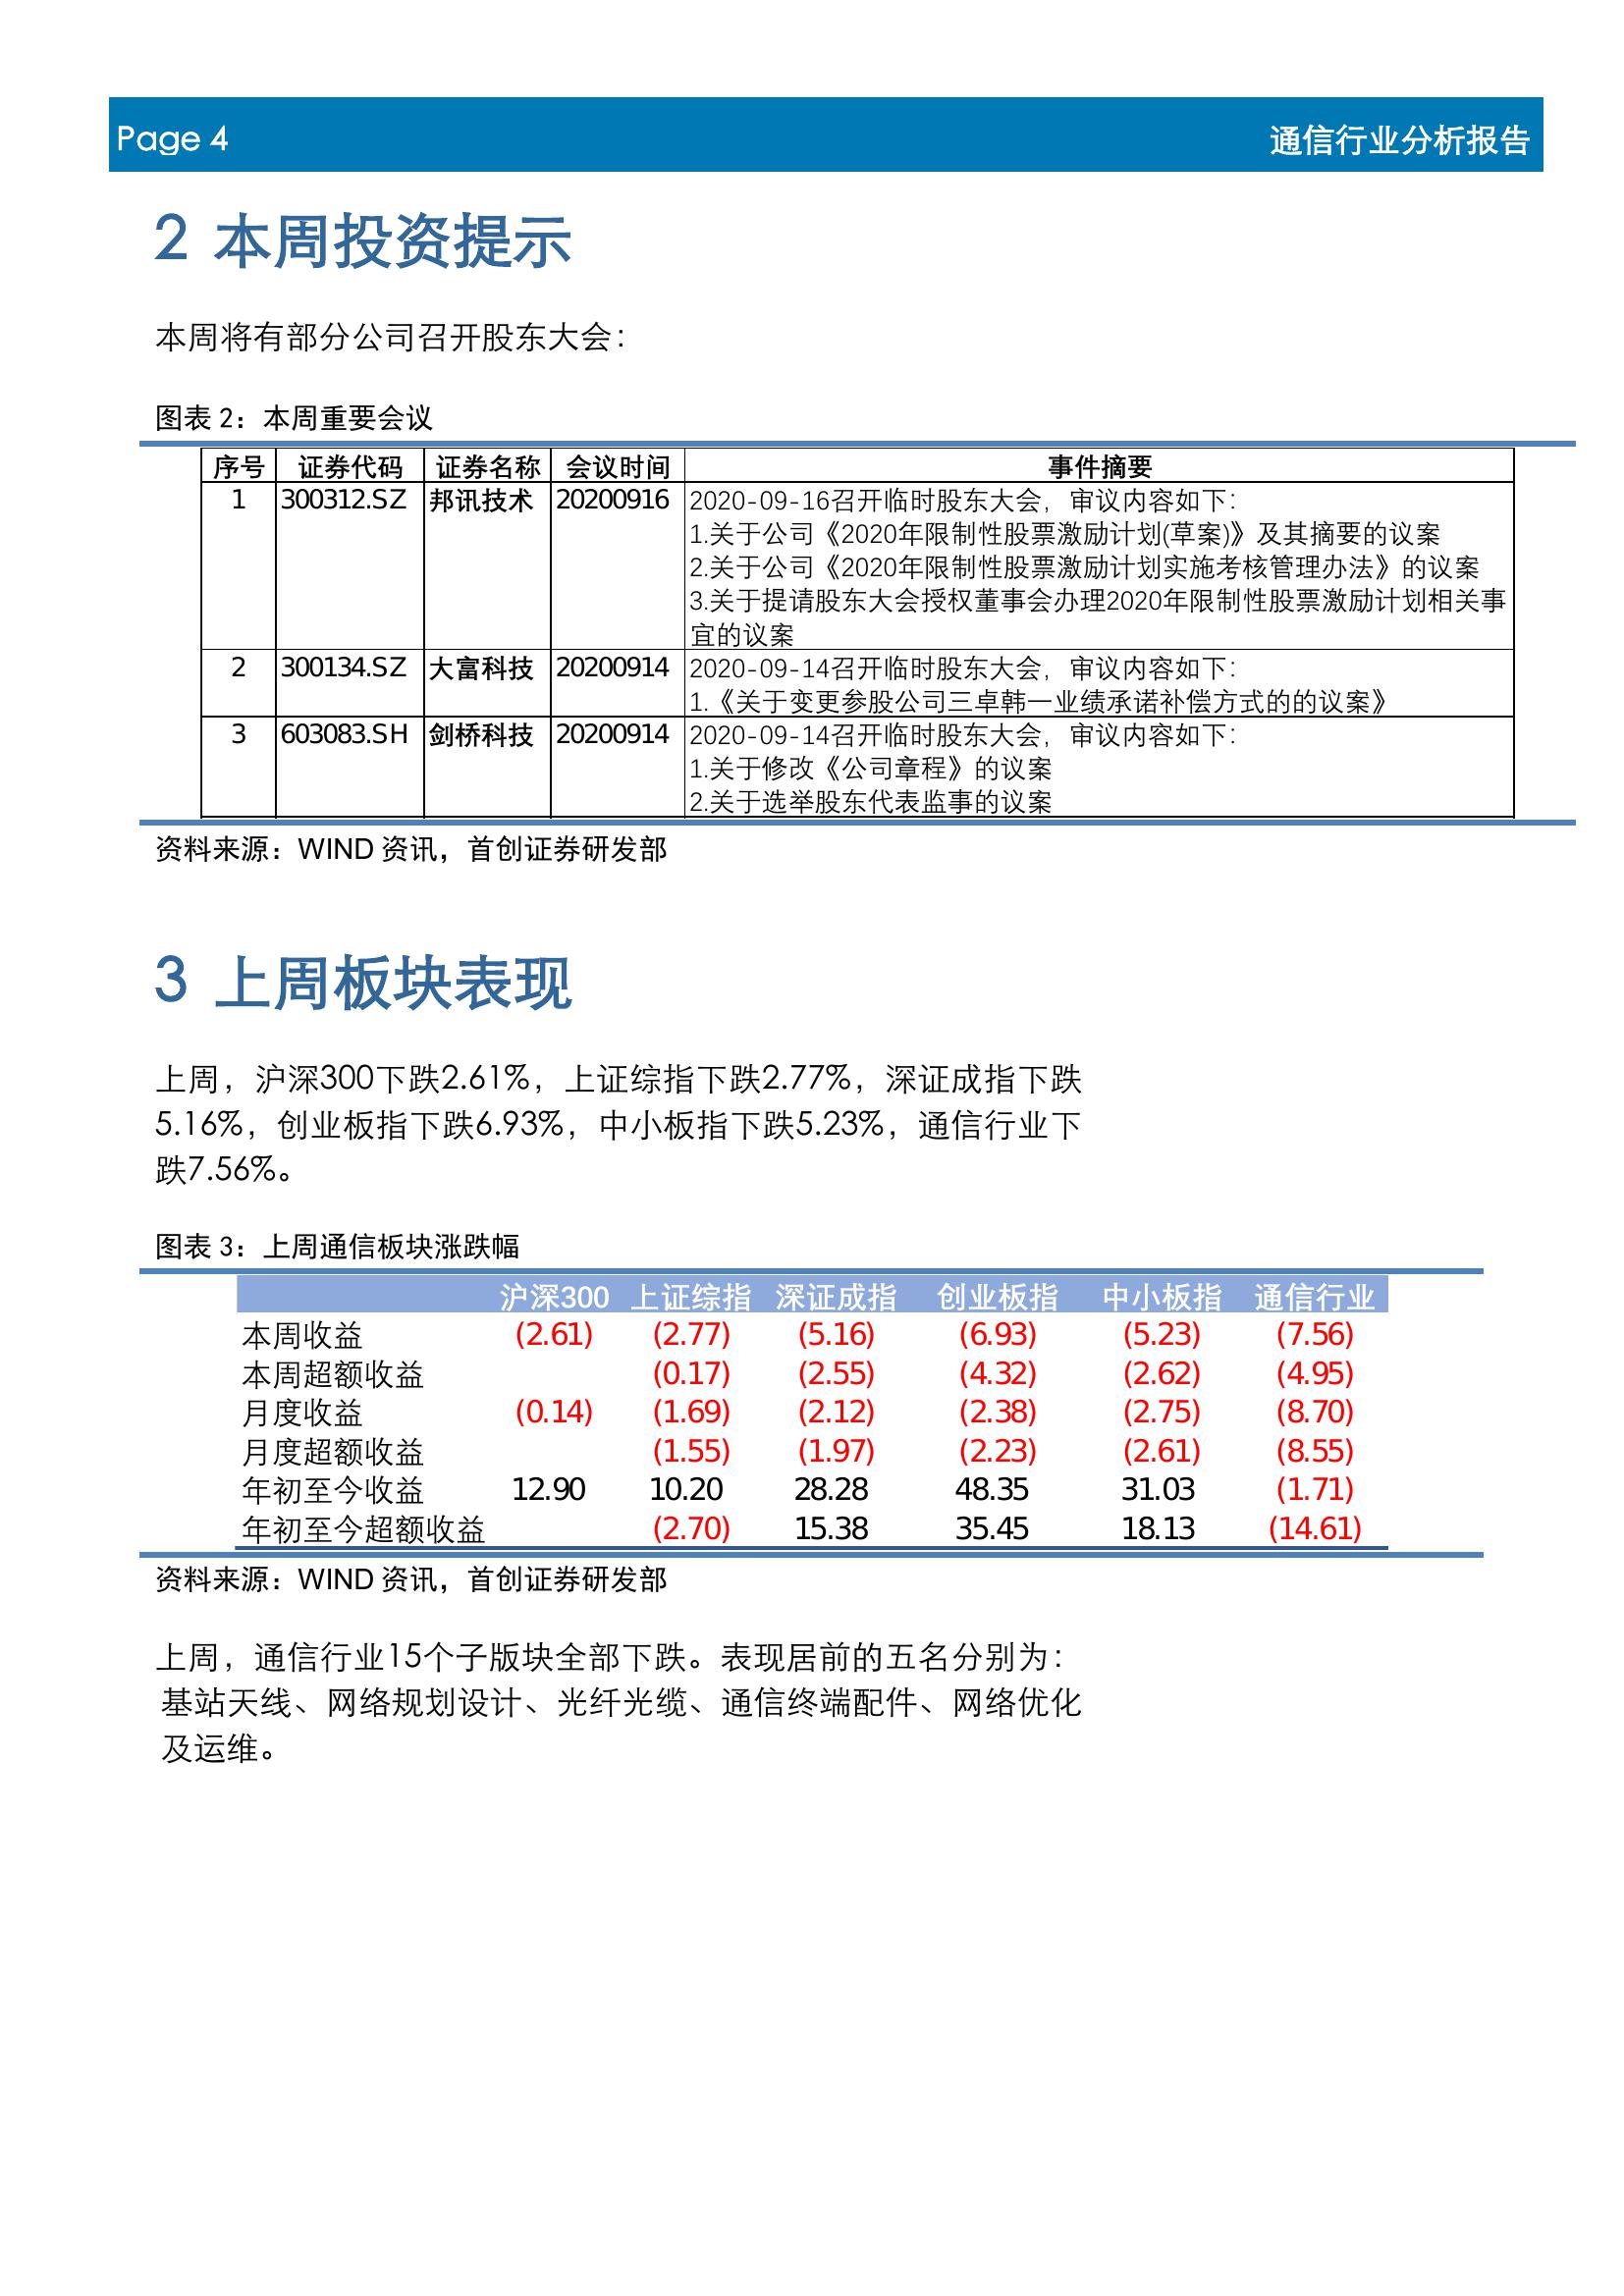 Page 4 通信行业分析报告
2 本周投资提示
本周将有部分公司召开股东大会：
图表 2：本周重要会议
序号 证券代码 证券名称 会议时间 事件摘要
1 300312.SZ 邦讯技术 20200916 2020-09-16召开临时股东大会，审议内容如下：
1.关于公司《2020年限制性股票激励计划(草案)》及其摘要的议案
2.关于公司《2020年限制性股票激励计划实施考核管理办法》的议案
3.关于提请股东大会授权董事会办理2020年限制性股票激励计划相关事
宜的议案
2 300134.SZ 大富科技 20200914 2020-09-14召开临时股东大会，审议内容如下：
1.《关于变更参股公司三卓韩一业绩承诺补偿方式的的议案》
3 603083.SH 剑桥科技 20200914 2020-09-14召开临时股东大会，审议内容如下：
1.关于修改《公司章程》的议案
2.关于选举股东代表监事的议案
资料来源：WIND 资讯，首创证券研发部
3 上周板块表现
上周，沪深300下跌2.61%，上证综指下跌2.77%，深证成指下跌
5.16%，创业板指下跌6.93%，中小板指下跌5.23%，通信行业下
跌7.56%。
图表 3：上周通信板块涨跌幅
沪深300 上证综指 深证成指 创业板指 中小板指 通信行业
本周收益 (2.61) (2.77) (5.16) (6.93) (5.23) (7.56)
本周超额收益 (0.17) (2.55) (4.32) (2.62) (4.95)
月度收益 (0.14) (1.69) (2.12) (2.38) (2.75) (8.70)
月度超额收益 (1.55) (1.97) (2.23) (2.61) (8.55)
年初至今收益 12.90 10.20 28.28 48.35 31.03 (1.71)
年初至今超额收益 (2.70) 15.38 35.45 18.13 (14.61)
资料来源：WIND 资讯，首创证券研发部
上周，通信行业15个子版块全部下跌。表现居前的五名分别为：
基站天线、网络规划设计、光纤光缆、通信终端配件、网络优化
及运维。